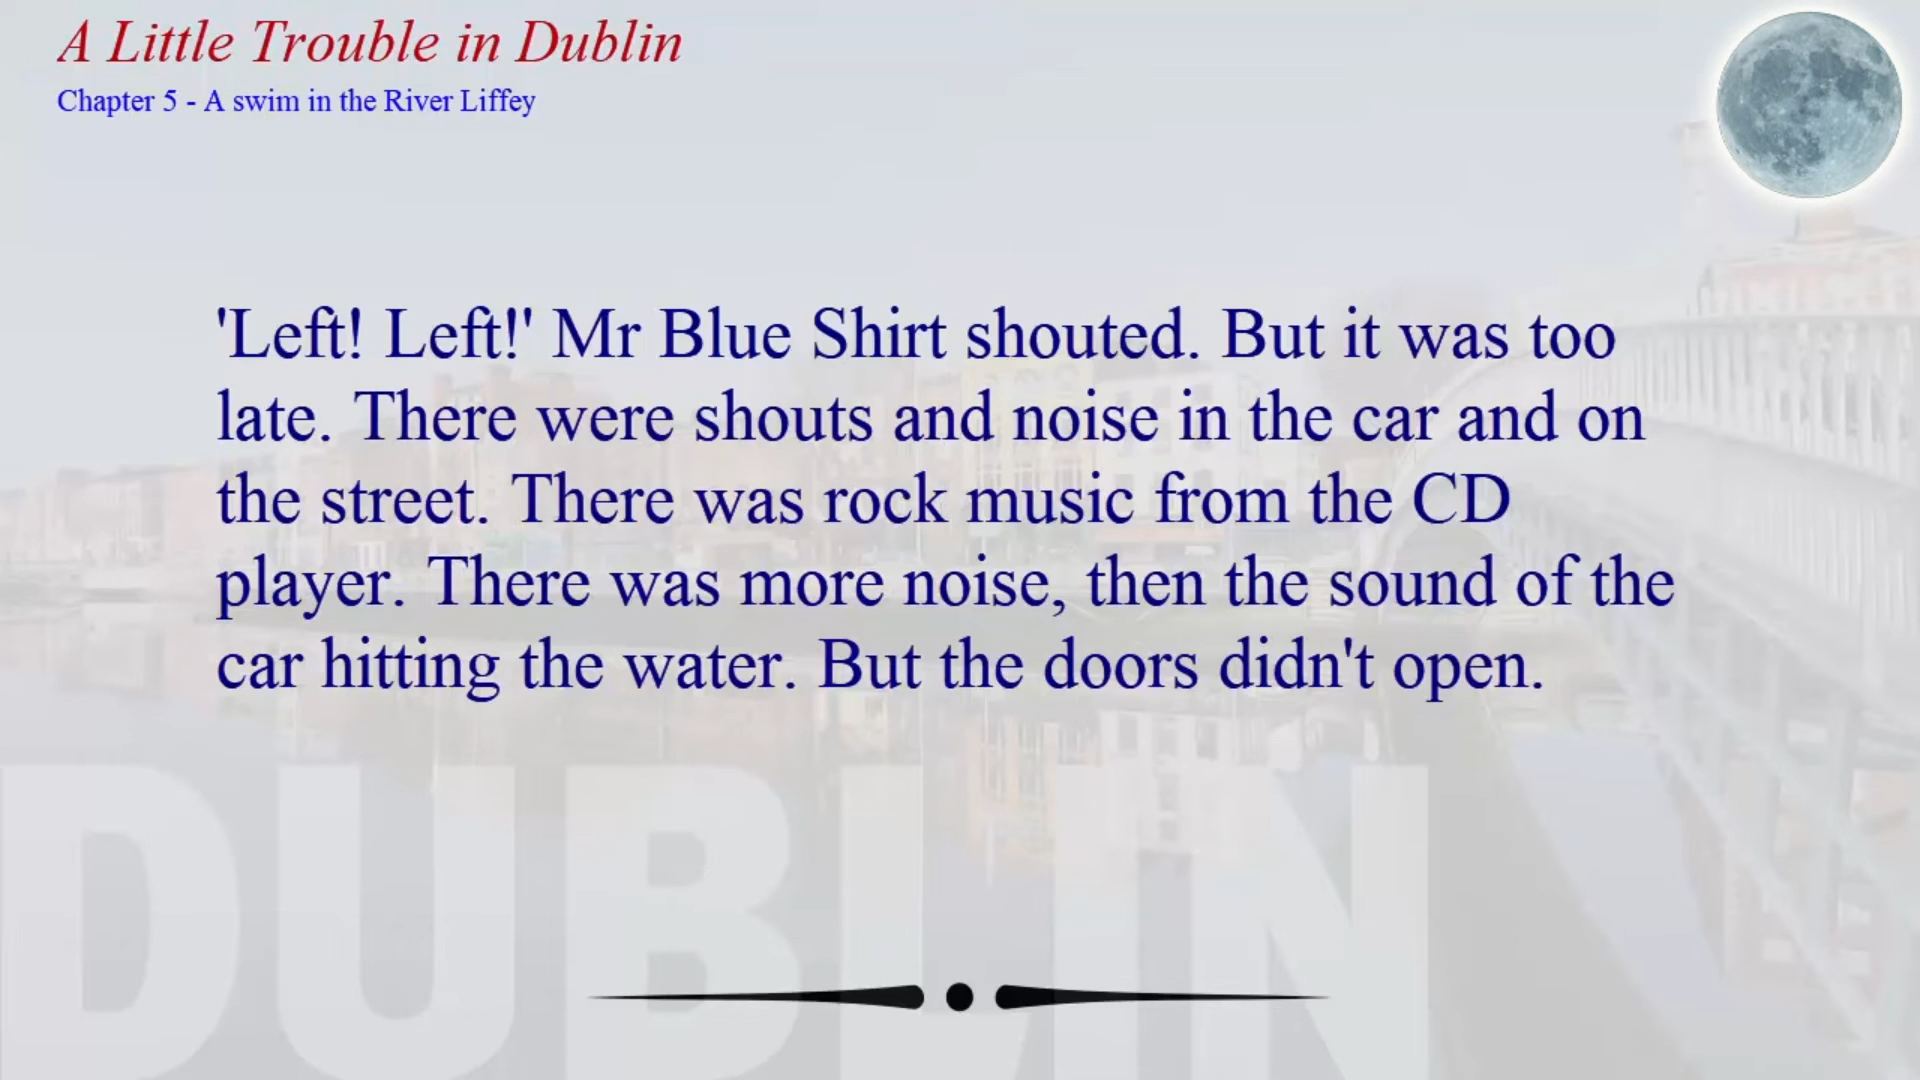 A Little Trouble in Dublin
Chapter 5 - A swim in the River Liffey
'Left! Left!' Mr Blue Shirt shouted. But it was too
late. There were shouts and noise in the car and on
the street. There was rock music from the CD
player. There was more noise, then the sound of the
car hitting the water. But the doors didn't open.
DUBLIN